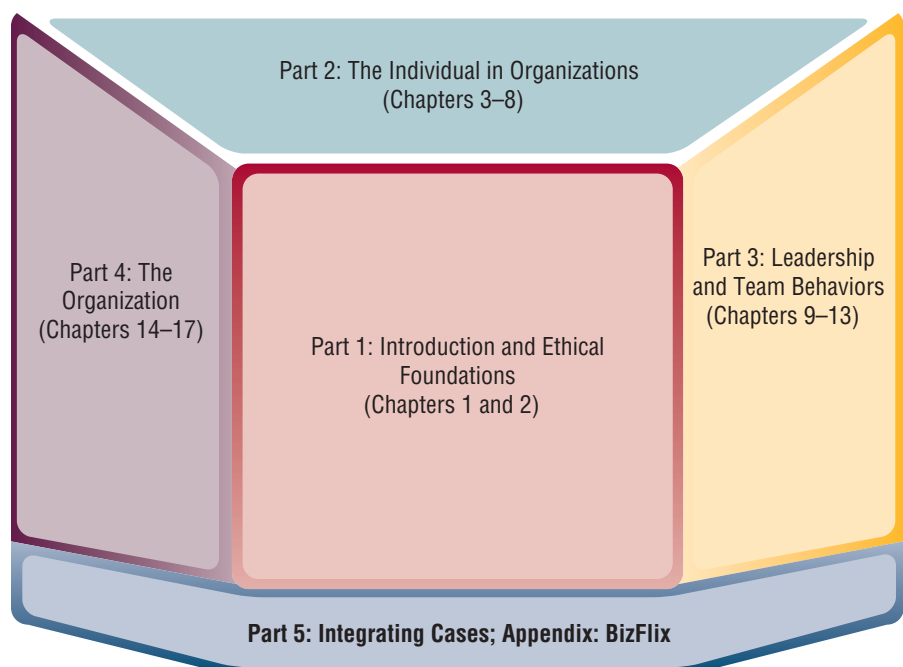 Part 2: The Individual in Organizations
(Chapters 3–8)
Part 4: The
Organization
(Chapters 14–17)
Part 1: Introduction and Ethical
Foundations
(Chapters 1 and 2)
Part 3: Leadership
and Team Behaviors
(Chapters 9–13)
Part 5: Integrating Cases; Appendix: BizFlix